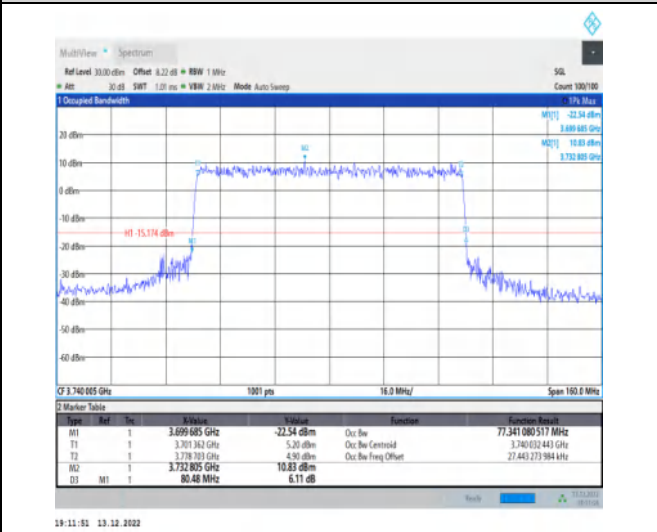 MultiView Spectrum
Ref Level 30.00 dBm Offset 8.22 dB RBW 1 MHz SGL
Att 30 dB SWT 1.01 ms VBW 2 MHz Mode Auto Sweep Count 100/100
1 Occupied Bandwidth 1Pk Max
M1[1] -22.54 dBm
3.699 685 GHz
M2[1] 10.83 dBm
3.732 805 GHz
20 dBm
M2
10 dBm
0 dBm
-10 dBm
H1 -15.174 dBm
M1
D3
-20 dBm
-30 dBm
-40 dBm
-50 dBm
-60 dBm
CF 3.740 005 GHz 1001 pts 16.0 MHz/ Span 160.0 MHz
2 Marker Table
Type Ref Trc X-Value Y-Value Function Function Result
M1 1 3.699 685 GHz -22.54 dBm Occ Bw 77.341 080 517 MHz
T1 1 3.701 362 GHz 5.20 dBm Occ Bw Centroid 3.740 032 443 GHz
T2 1 3.778 703 GHz 4.90 dBm Occ Bw Freq Offset 27.443 273 984 kHz
M2 1 3.732 805 GHz 10.83 dBm
D3 M1 1 80.48 MHz 6.11 dB
Ready
19:11:51 13.12.2022